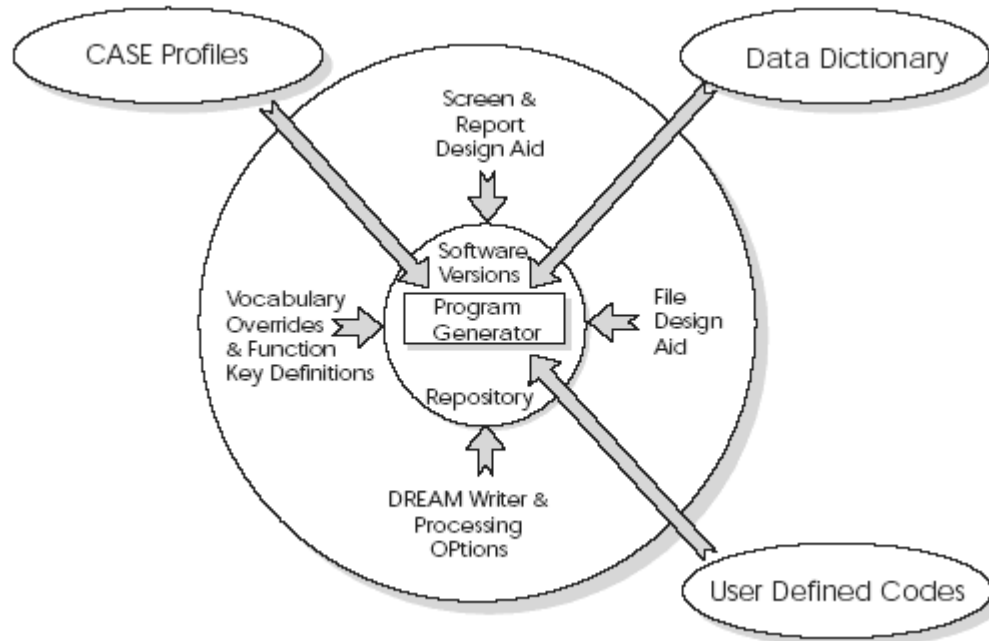 CASE Profiles
Data Dictionary
Screen &
Report
Design Aid
Software
Versions
Vocabulary
Overrides
& Function
Key Definitions
Program
Generator
File
Design
Aid
Repository
DREAM Writer &
Processing
OPtions
User Defined Codes